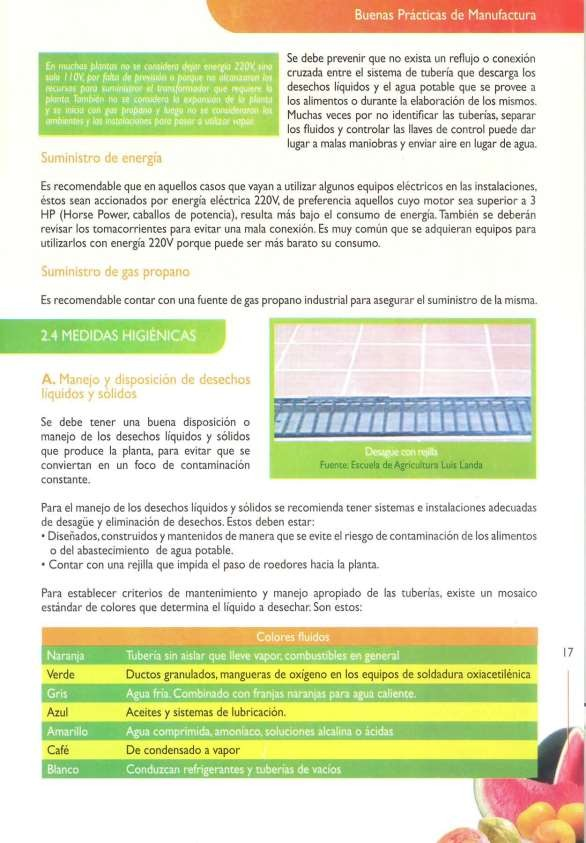 Buenas Prácticas de Manufactura
En muchas plantas no se considera dejar energía 220V, sino
solo 110V, por falta de previsión o porque no alcanzaron los
recursos para suministrar el transformador que requiere la
planta. También no se considera la expansión de la planta
y se inicia con gas propano y luego no se consideraron los
ambientes y las instalaciones para pasar a utilizar vapor.
Se debe prevenir que no exista un reflujo o conexión
cruzada entre el sistema de tubería que descarga los
desechos líquidos y el agua potable que se provee a
los alimentos o durante la elaboración de los mismos.
Muchas veces por no identificar las tuberías, separar
los fluidos y controlar las llaves de control puede dar
lugar a malas maniobras y enviar aire en lugar de agua.
Suministro de energía
Es recomendable que en aquellos casos que vayan a utilizar algunos equipos eléctricos en las instalaciones,
éstos sean accionados por energía eléctrica 220V, de preferencia aquellos cuyo motor sea superior a 3
HP (Horse Power, caballos de potencia), resulta más bajo el consumo de energía. También se deberán
revisar los tomacorrientes para evitar una mala conexión. Es muy común que se adquieran equipos para
utilizarlos con energía 220V porque puede ser más barato su consumo.
Suministro de gas propano
Es recomendable contar con una fuente de gas propano industrial para asegurar el suministro de la misma.
2.4 MEDIDAS HIGIÉNICAS
A. Manejo y disposición de desechos
líquidos y sólidos
Se debe tener una buena disposición o
manejo de los desechos líquidos y sólidos
que produce la planta, para evitar que se
conviertan en un foco de contaminación
constante.
Desague con rejilla
Fuente: Escuela de Agricultura Luis Landa
Para el manejo de los desechos líquidos y sólidos se recomienda tener sistemas e instalaciones adecuadas
de desagüe y eliminación de desechos. Estos deben estar:
• Diseñados, construidos y mantenidos de manera que se evite el riesgo de contaminación de los alimentos
o del abastecimiento de agua potable.
• Contar con una rejilla que impida el paso de roedores hacia la planta.
Para establecer criterios de mantenimiento y manejo apropiado de las tuberías, existe un mosaico
estándar de colores que determina el líquido a desechar. Son estos:
Colores fluidos
Naranja Tubería sin aislar que lleve vapor, combustibles en general
Verde Ductos granulados, mangueras de oxígeno en los equipos de soldadura oxiacetilénica
Gris Agua fría. Combinado con franjas naranjas para agua caliente.
Azul Aceites y sistemas de lubricación.
Amarillo Agua comprimida, amoníaco, soluciones alcalina o ácidas
Café De condensado a vapor
Blanco Conduzcan refrigerantes y tuberías de vacíos
17